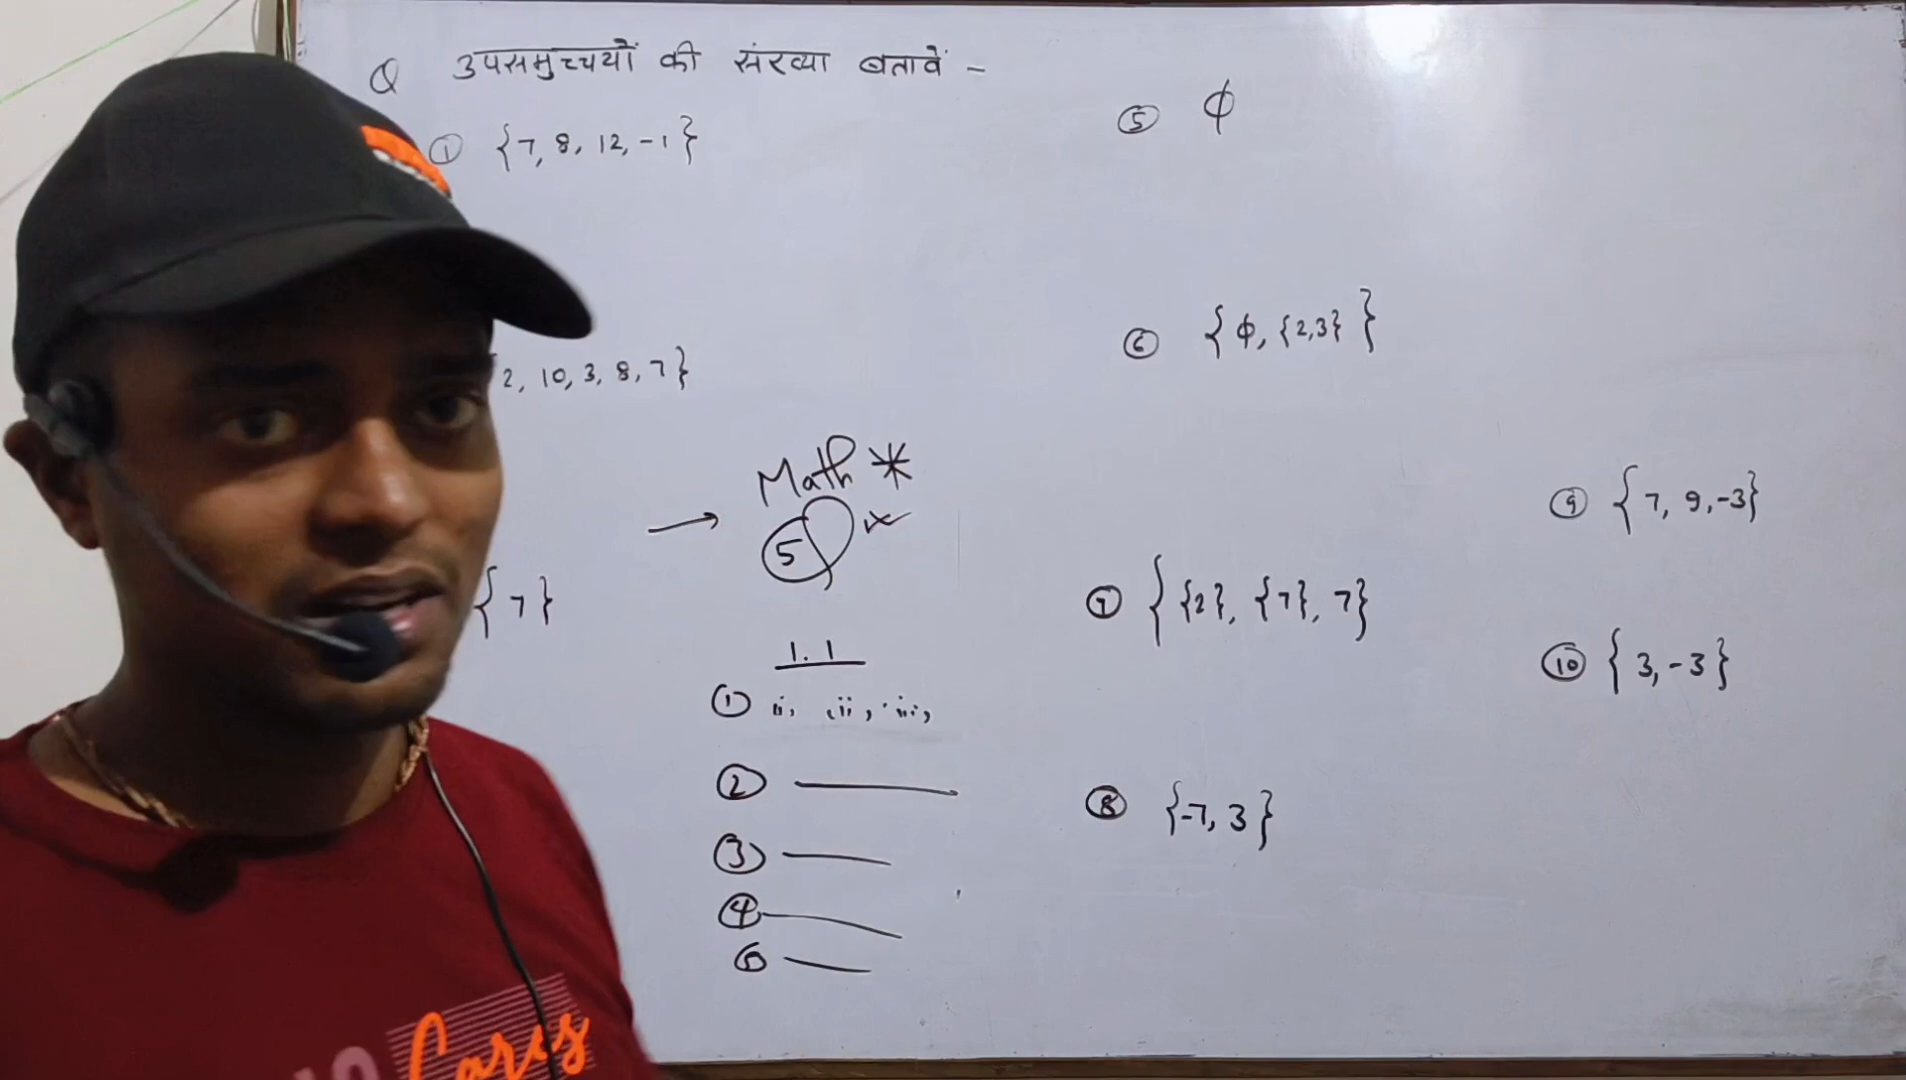 Q उपसमुच्चयों की संख्या बतावें -
① {7, 8, 12, -1}
2, 10, 3, 8, 7}
{7}
Math *
5
1.1
① ii, iii,
② 
③ 
④ 
⑤ ϕ
⑥ {ϕ, {2,3}}
⑦ {{2}, {7}, 7}
⑧ {-7, 3}
⑨ {7, 9, -3}
⑩ {3, -3}
Caris